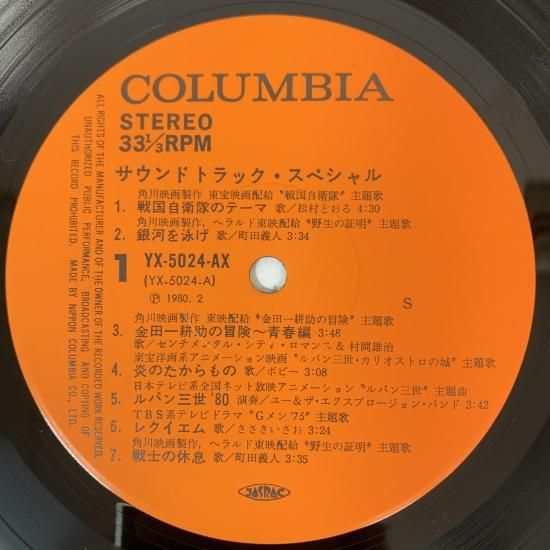 COLUMBIA
STEREO
33⅓RPM
サウンドトラック・スペシャル
角川映画製作 東宝映画配給〝戦国自衛隊〟主題歌
1. 戦国自衛隊のテーマ 歌/松村とおる 4:30
角川映画製作，ヘラルド東映配給〝野生の証明〟主題歌
2. 銀河を泳げ 歌/町田義人 3:34
1 YX-5024-AX
(YX-5024-A)
Ⓟ 1980. 2
S
角川映画製作 東映配給〝金田一耕助の冒険〟主題歌
3. 金田一耕助の冒険〜青春編 3:48
歌/センチメンタル・シティ・ロマンス & 村岡雄治
東宝洋画系アニメーション映画〝ルパン三世・カリオストロの城〟主題歌
4. 炎のたからもの 歌/ボビー 3:08
日本テレビ系全国ネット放映アニメーション〝ルパン三世〟主題曲
5. ルパン三世'80 演奏/ユー&ザ・エクスプロージョン・バンド 3:42
TBS系テレビドラマ〝Gメン'75〟主題歌
6. レクイエム 歌/ささきいさお 3:24
角川映画製作，ヘラルド東映配給〝野生の証明〟主題歌
7. 戦士の休息 歌/町田義人 3:35
JASRAC
ALL RIGHTS OF THE MANUFACTURER AND OF THE OWNER OF THE RECORDED WORK RESERVED.
UNAUTHORIZED PUBLIC PERFORMANCE, BROADCASTING AND COPYING OF
THIS RECORD PROHIBITED. MADE BY NIPPON COLUMBIA CO., LTD.